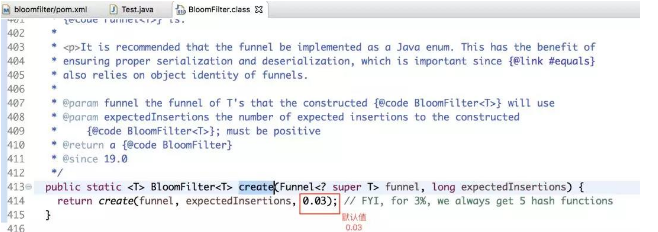 bloomfilter/pom.xml Test.java BloomFilter.class
401 {@code Funnel<T>} is.
402 *
403 * <p>It is recommended that the funnel be implemented as a Java enum. This has the benefit of
404 * ensuring proper serialization and deserialization, which is important since {@link #equals}
405 * also relies on object identity of funnels.
406 *
407 * @param funnel the funnel of T's that the constructed {@code BloomFilter<T>} will use
408 * @param expectedInsertions the number of expected insertions to the constructed
409 * {@code BloomFilter<T>}; must be positive
410 * @return a {@code BloomFilter}
411 * @since 19.0
412 */
413 public static <T> BloomFilter<T> create(Funnel<? super T> funnel, long expectedInsertions) {
414 return create(funnel, expectedInsertions, 0.03); // FYI, for 3%, we always get 5 hash functions
415 }
默认值
0.03
416